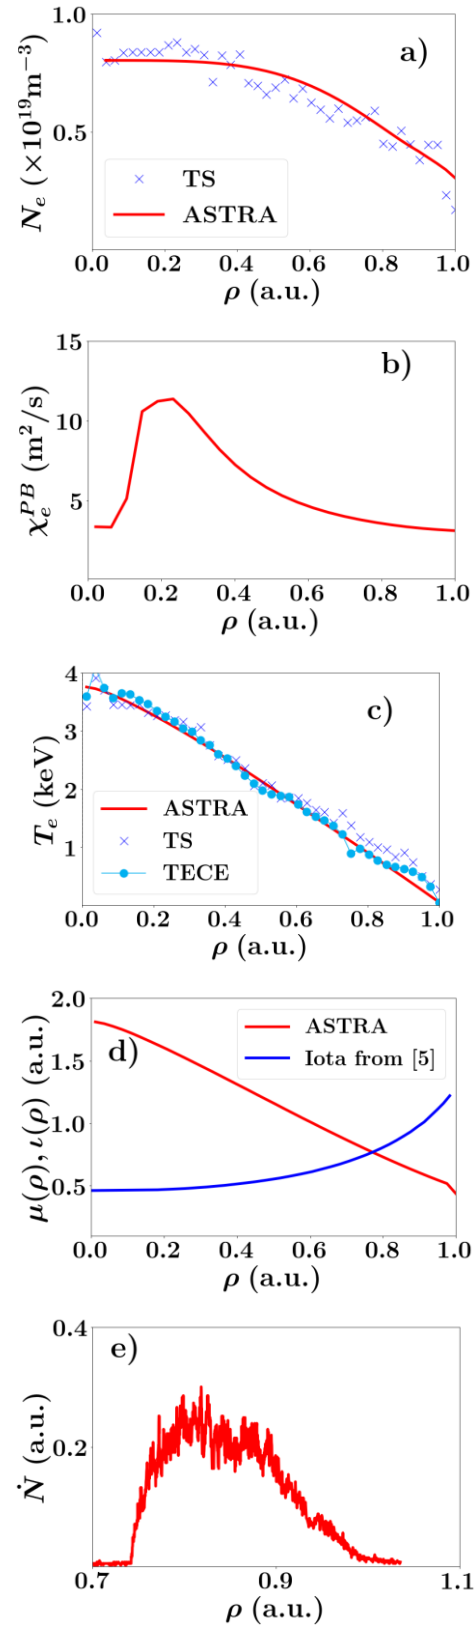 1.0
a)
0.5
TS
ASTRA
N_e (×10^19 m^−3)
0.0 0.2 0.4 0.6 0.8 1.0
ρ (a.u.)
15
b)
10
5
χ_e^PB (m^2/s)
0.0 0.2 0.4 0.6 0.8 1.0
ρ (a.u.)
4
c)
3
2
ASTRA
TS
1
TECE
T_e (keV)
0.0 0.2 0.4 0.6 0.8 1.0
ρ (a.u.)
2.0
ASTRA
d)
Iota from [5]
1.5
1.0
0.5
μ(ρ), ι(ρ) (a.u.)
0.0 0.2 0.4 0.6 0.8 1.0
ρ (a.u.)
0.4
e)
0.2
Ṅ (a.u.)
0.7 0.9 1.1
ρ (a.u.)